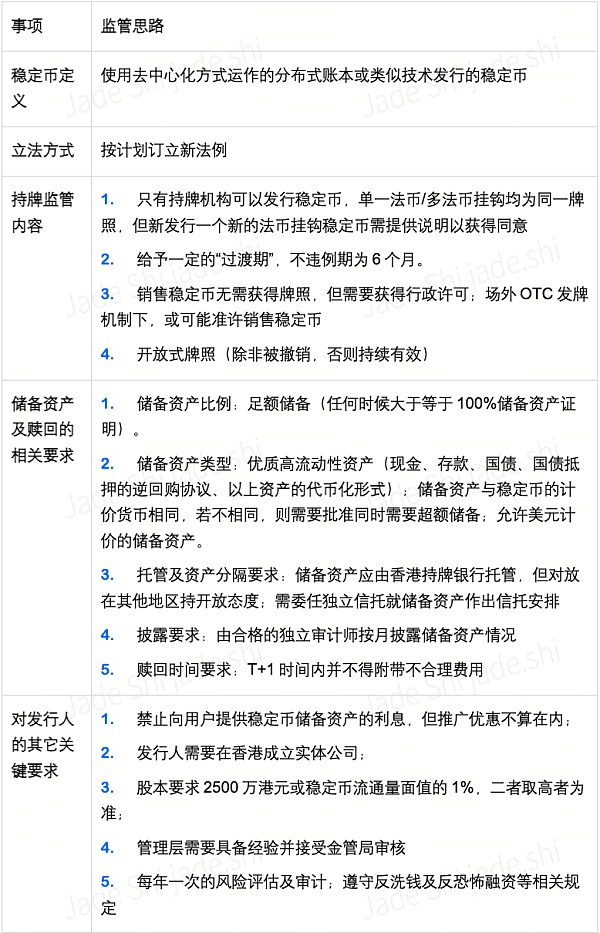 事项
监管思路
稳定币定
义
使用去中心化方式运作的分布式账本或类似技术发行的稳定币
立法方式
按计划订立新法例
持牌监管
内容
1. 只有持牌机构可以发行稳定币，单一法币/多法币挂钩均为同一牌
照，但新发行一个新的法币挂钩稳定币需提供说明以获得同意
2. 给予一定的“过渡期”，不违例期为 6 个月。
3. 销售稳定币无需获得牌照，但需要获得行政许可；场外 OTC 发牌
机制下，或可能准许销售稳定币
4. 开放式牌照（除非被撤销，否则持续有效）
储备资产
及赎回的
相关要求
1. 储备资产比例：足额储备（任何时候大于等于 100%储备资产证
明）。
2. 储备资产类型：优质高流动性资产（现金、存款、国债、国债抵
押的逆回购协议、以上资产的代币化形式）；储备资产与稳定币的计
价货币相同，若不相同，则需要批准同时需要超额储备；允许美元计
价的储备资产。
3. 托管及资产分隔要求：储备资产应由香港持牌银行托管，但对放
在其他地区持开放态度；需委任独立信托就储备资产作出信托安排
4. 披露要求：由合格的独立审计师按月披露储备资产情况
5. 赎回时间要求：T+1 时间内并不得附带不合理费用
对发行人
的其它关
键要求
1. 禁止向用户提供稳定币储备资产的利息，但推广优惠不算在内；
2. 发行人需要在香港成立实体公司；
3. 股本要求 2500 万港元或稳定币流通量面值的 1%，二者取高者为
准；
4. 管理层需要具备经验并接受金管局审核
5. 每年一次的风险评估及审计；遵守反洗钱及反恐怖融资等相关规
定
Jade Shi jade.shi